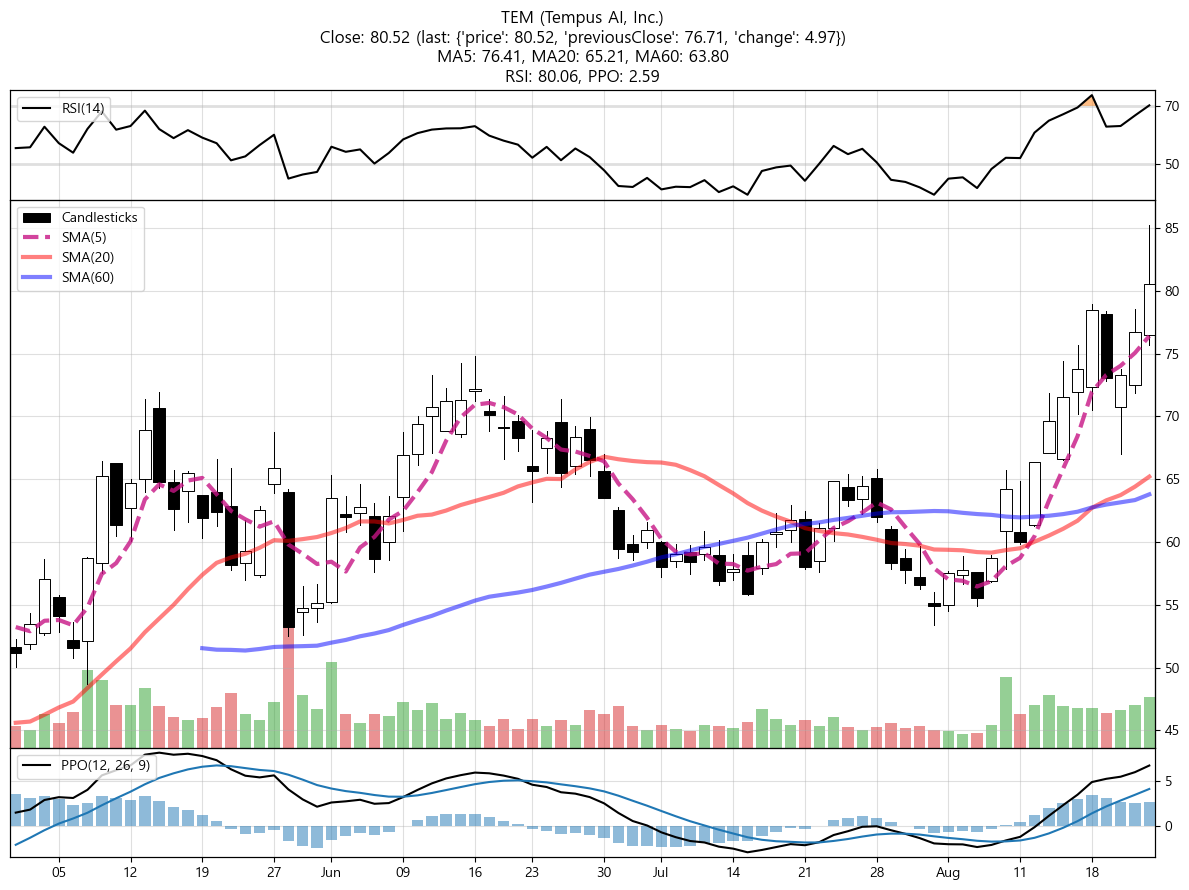 TEM (Tempus AI, Inc.)
Close: 80.52 (last: {'price': 80.52, 'previousClose': 76.71, 'change': 4.97})
MA5: 76.41, MA20: 65.21, MA60: 63.80
RSI: 80.06, PPO: 2.59
RSI(14)
70
50
Candlesticks
SMA(5)
SMA(20)
SMA(60)
85
80
75
70
65
60
55
50
45
PPO(12, 26, 9)
5
0
05 12 19 27 Jun 09 16 23 30 Jul 14 21 28 Aug 11 18